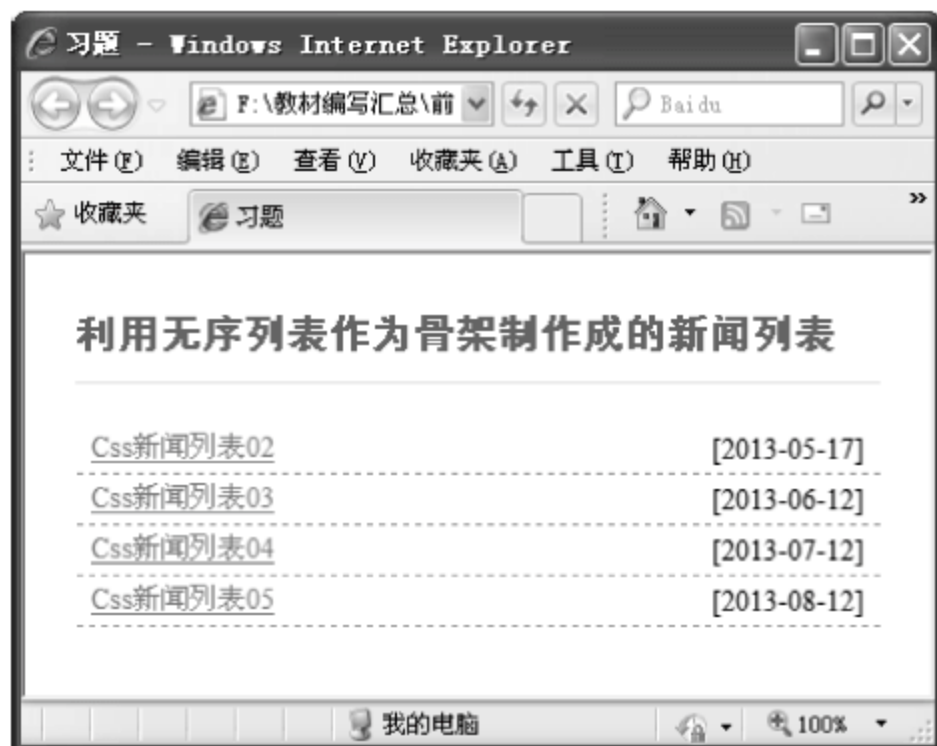 习题 - Windows Internet Explorer
F:\教材编写汇总\前
Baidu
文件(F) 编辑(E) 查看(V) 收藏夹(A) 工具(T) 帮助(H)
收藏夹 习题 »
利用无序列表作为骨架制作成的新闻列表
Css新闻列表02 [2013-05-17]
Css新闻列表03 [2013-06-12]
Css新闻列表04 [2013-07-12]
Css新闻列表05 [2013-08-12]
我的电脑 100%